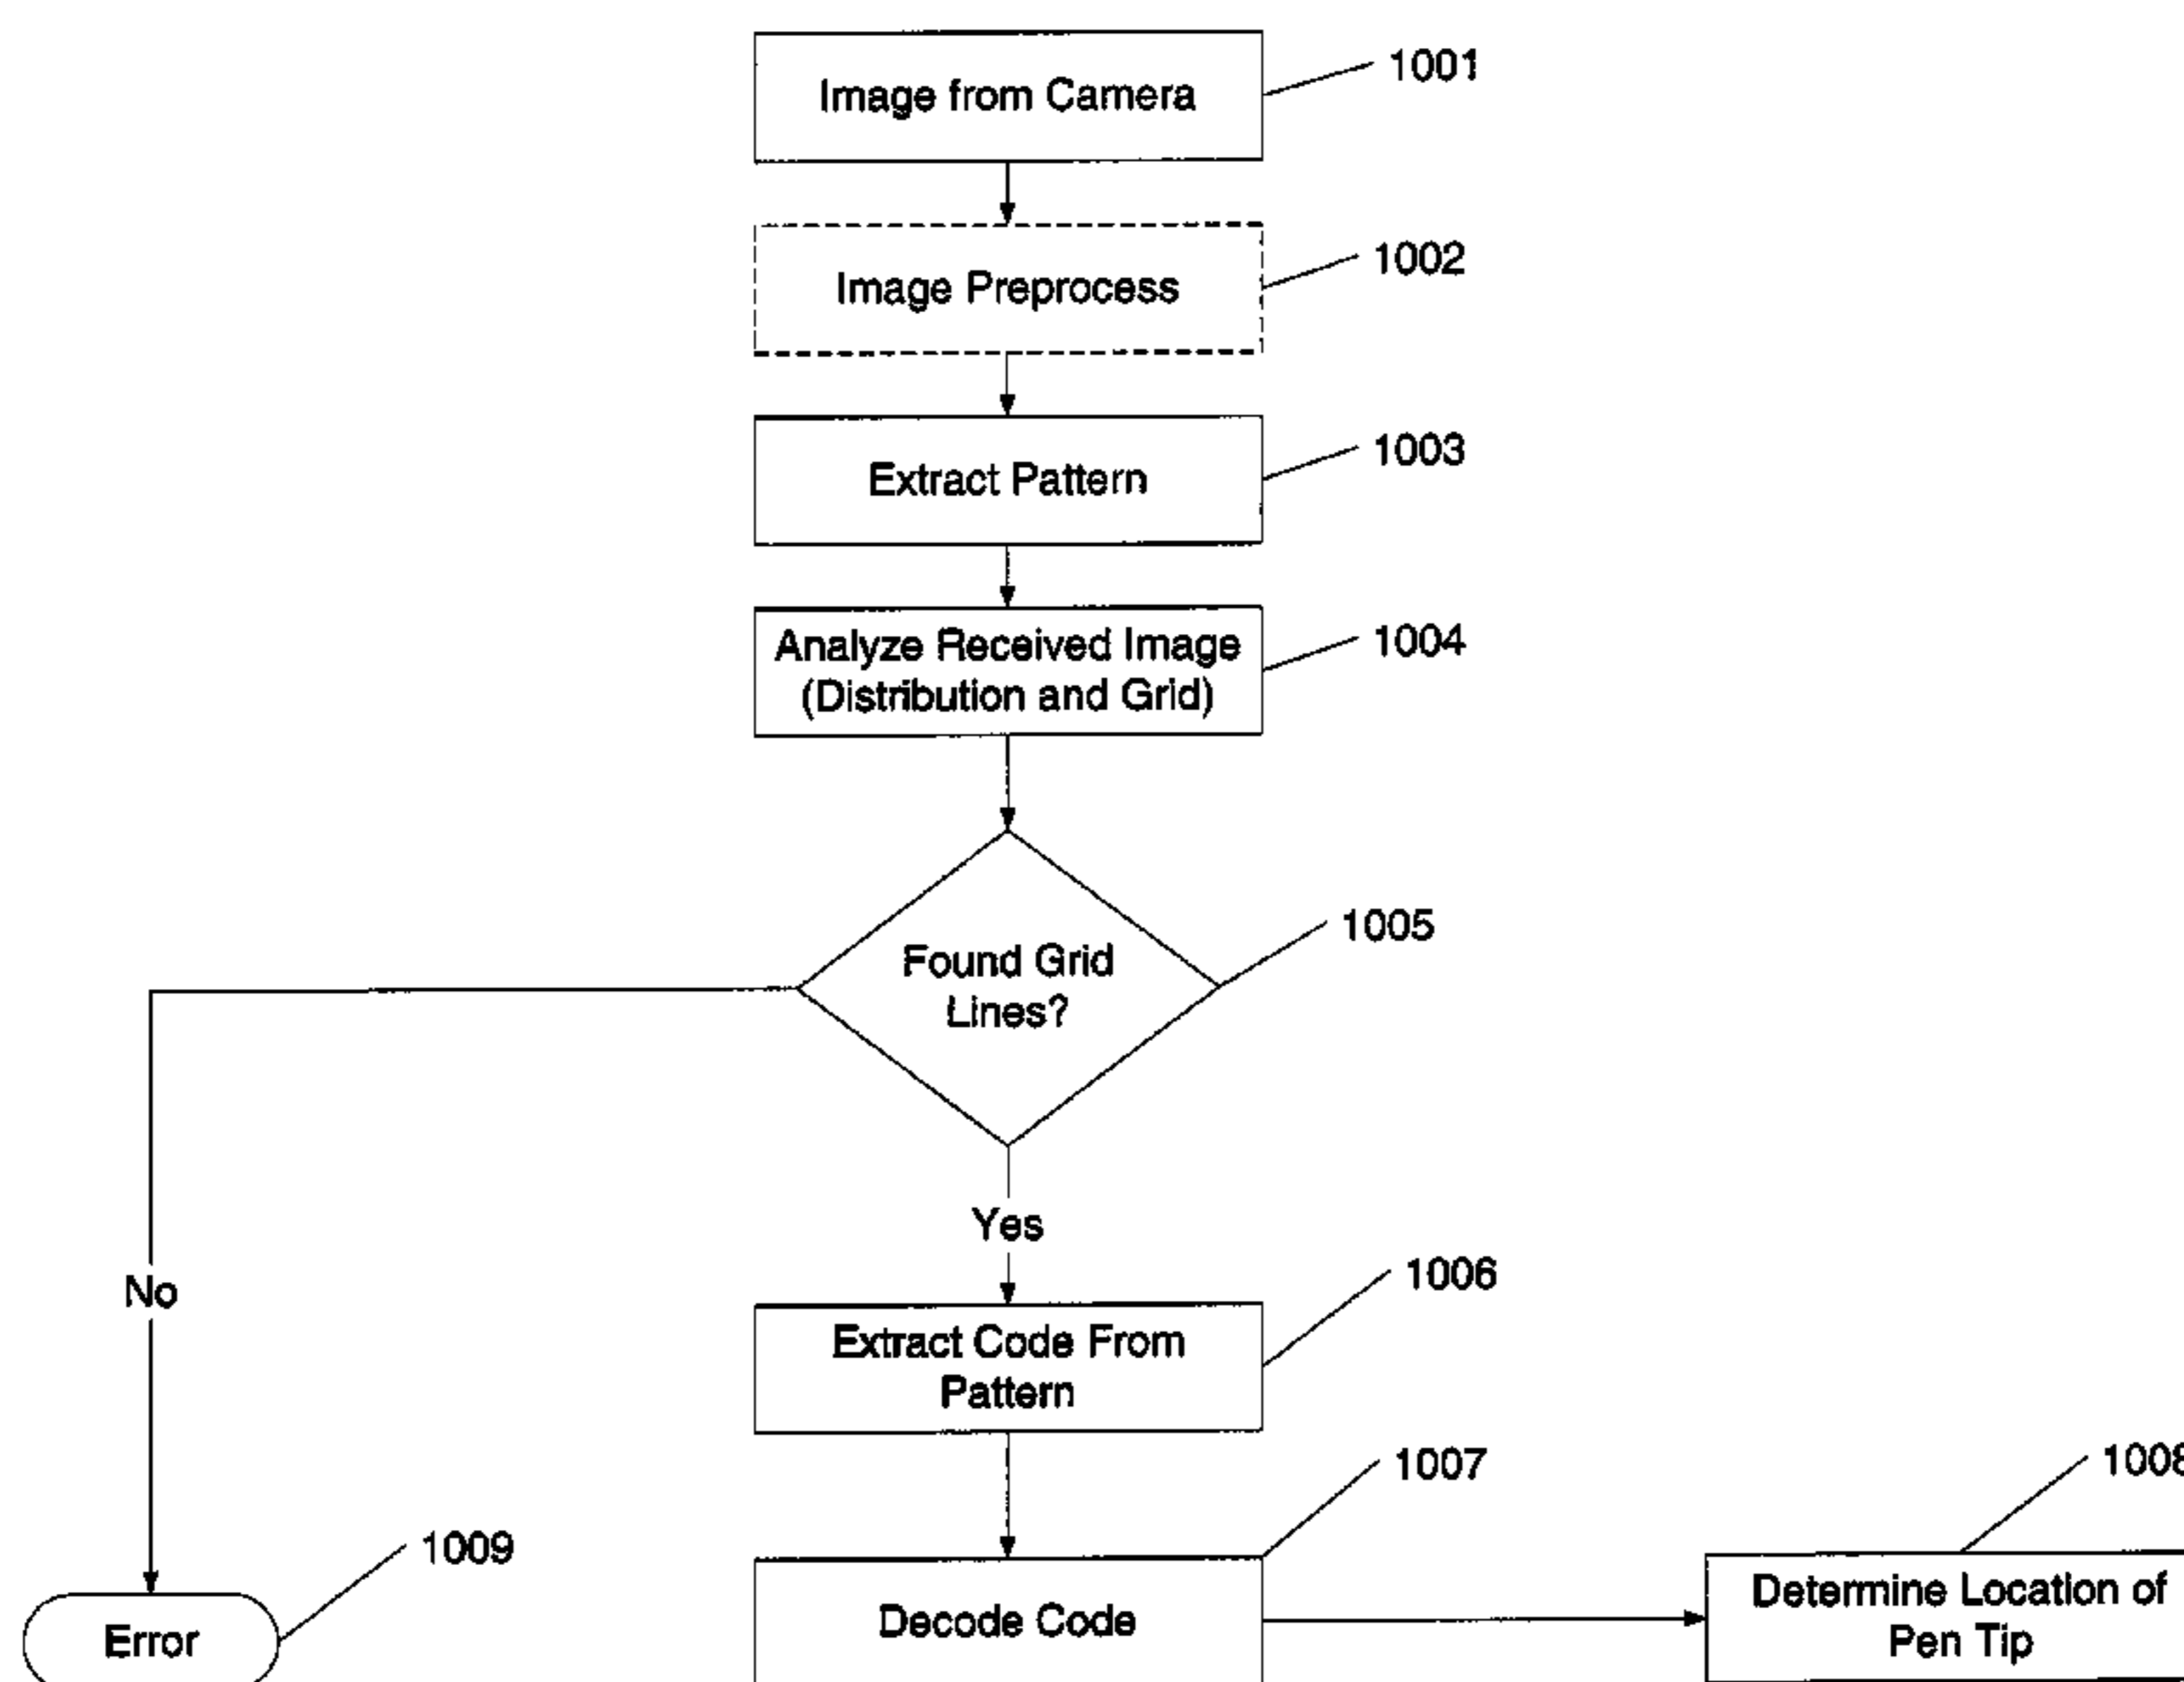 Image from Camera
1001
Image Preprocess
1002
Extract Pattern
1003
Analyze Received Image
(Distribution and Grid)
1004
Found Grid
Lines?
1005
Yes
No
Extract Code From
Pattern
1006
Decode Code
1007
Determine Location of
Pen Tip
1008
Error
1009